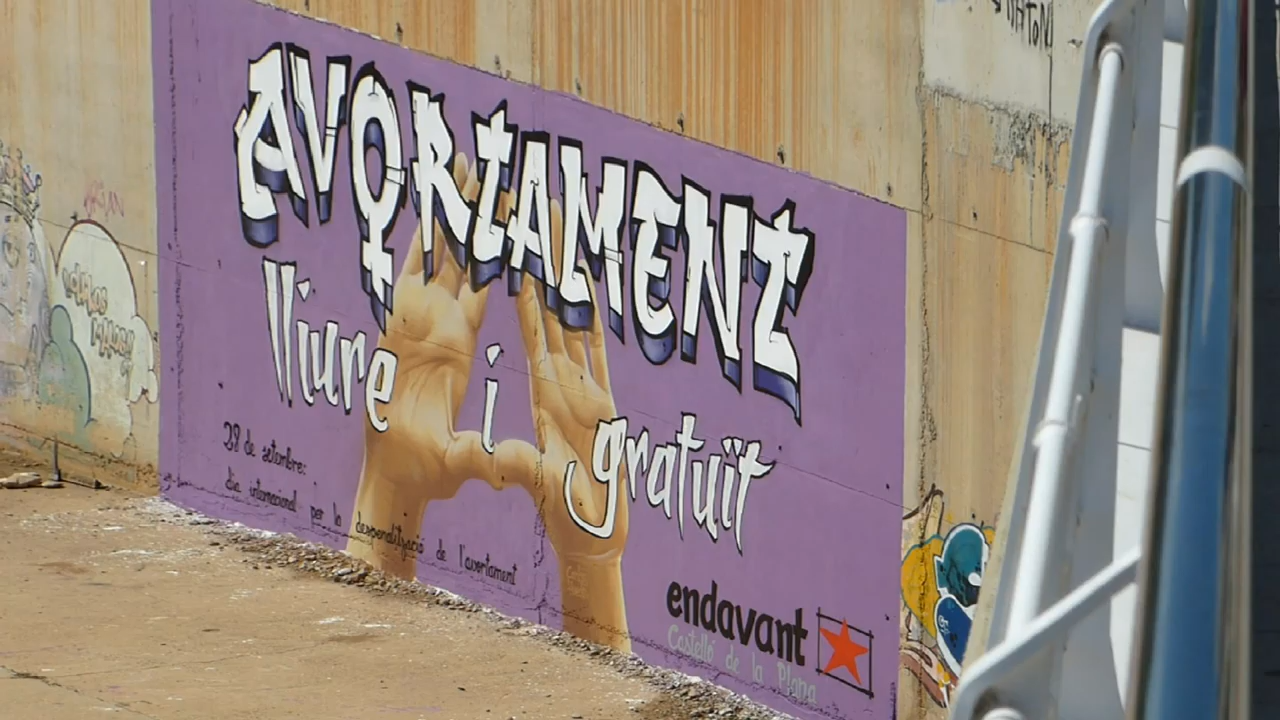 AVORTAMENT
lliure i gratuït
28 de setembre:
dia internacional per la despenalització de l'avortament
endavant
Castelló de la Plana